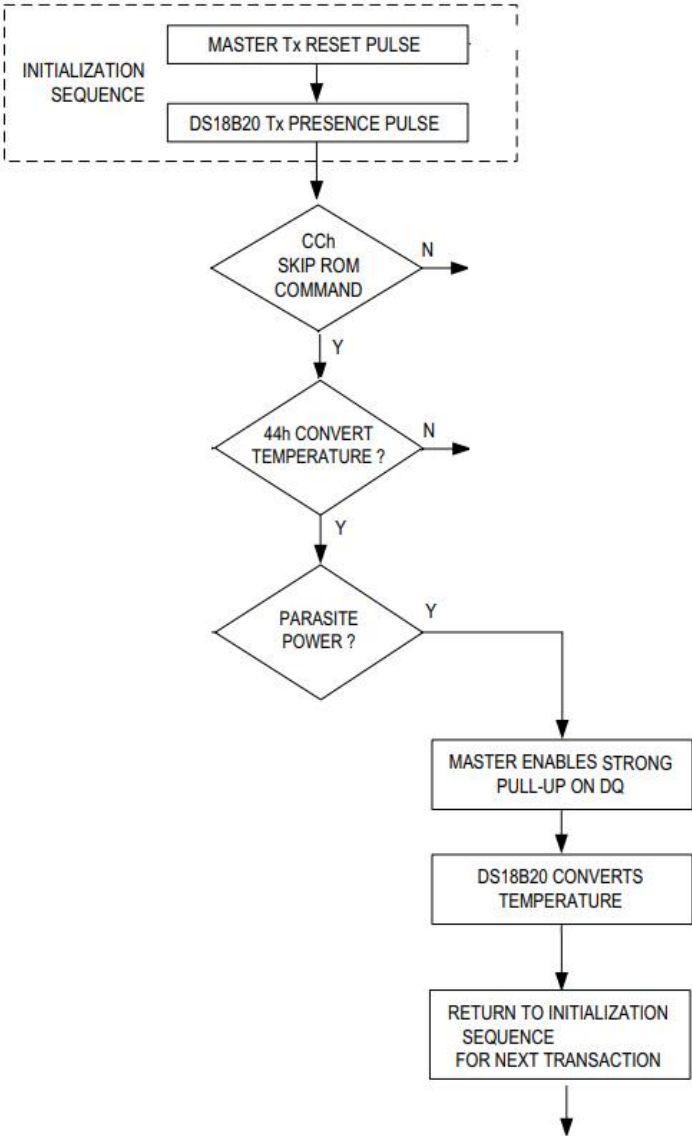 MASTER Tx RESET PULSE
INITIALIZATION
SEQUENCE
DS18B20 Tx PRESENCE PULSE
CCh
SKIP ROM
COMMAND
N
Y
44h CONVERT
TEMPERATURE ?
N
Y
PARASITE
POWER ?
Y
MASTER ENABLES STRONG
PULL-UP ON DQ
DS18B20 CONVERTS
TEMPERATURE
RETURN TO INITIALIZATION
SEQUENCE
FOR NEXT TRANSACTION